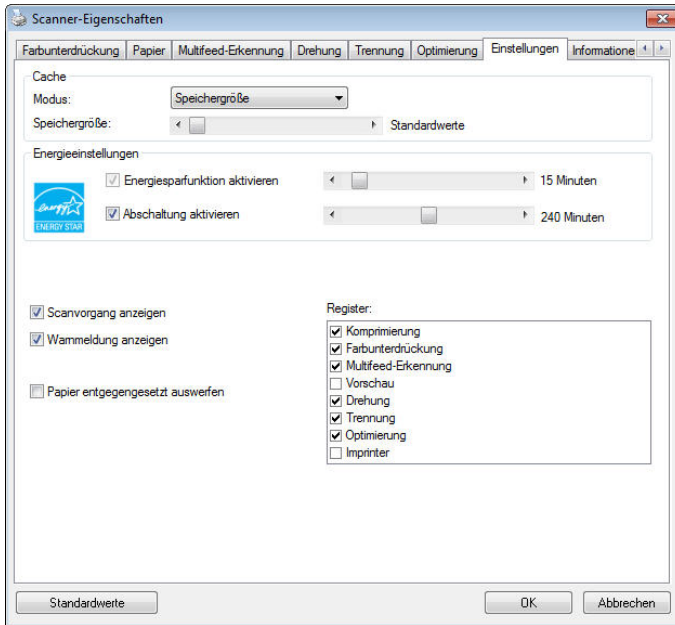 Scanner-Eigenschaften
Farbunterdrückung Papier Multifeed-Erkennung Drehung Trennung Optimierung Einstellungen Informatione
Cache
Modus: Speichergröße
Speichergröße: Standardwerte
Energieeinstellungen
Energiesparfunktion aktivieren 15 Minuten
Abschaltung aktivieren 240 Minuten
energy
ENERGY STAR
Scanvorgang anzeigen
Warnmeldung anzeigen
Papier entgegengesetzt auswerfen
Register:
Komprimierung
Farbunterdrückung
Multifeed-Erkennung
Vorschau
Drehung
Trennung
Optimierung
Imprinter
Standardwerte OK Abbrechen